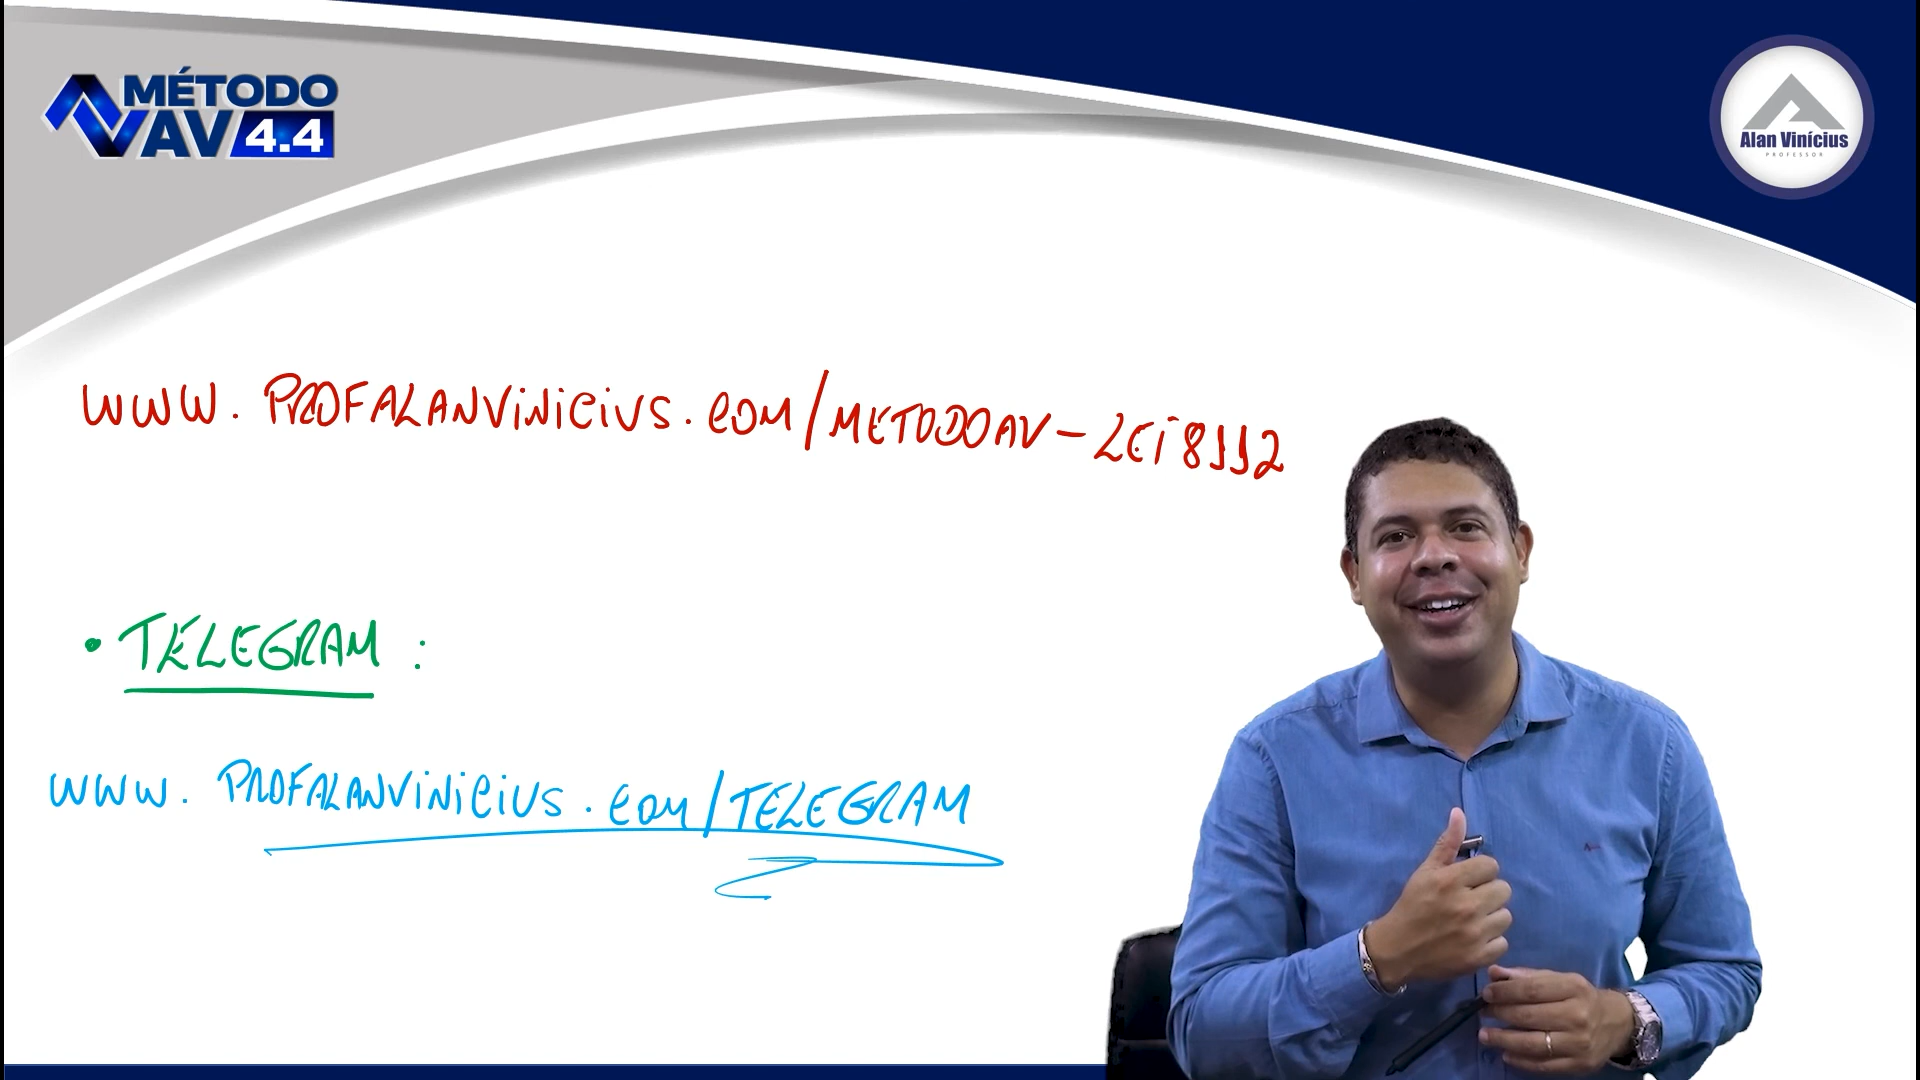 MÉTODO
AV 4.4
Alan Vinícius
PROFESSOR
WWW. PROFALANViNiCiUS. COM/METODOAV-LEi8112
• TELEGRAM :
WWW. PROFALANViNiCiUS. COM/TELEGRAM